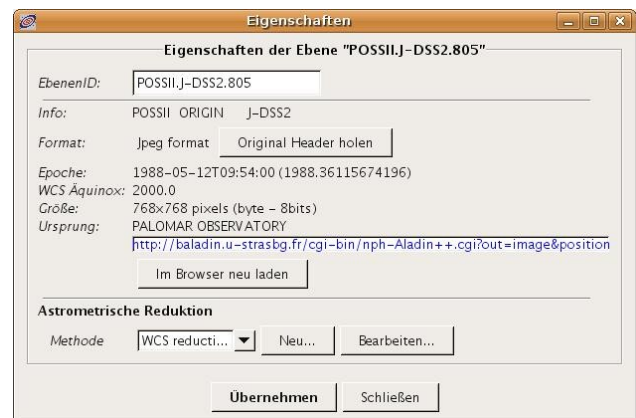 Eigenschaften
Eigenschaften der Ebene "POSSII.J-DSS2.805"
EbenenID: POSSII.J-DSS2.805
Info: POSSII ORIGIN J-DSS2
Format: Jpeg format Original Header holen
Epoche: 1988-05-12T09:54:00 (1988.36115674196)
WCS Äquinox: 2000.0
Größe: 768x768 pixels (byte - 8bits)
Ursprung: PALOMAR OBSERVATORY
http://baladin.u-strasbg.fr/cgi-bin/nph-Aladin++.cgi?out=image&position
Im Browser neu laden
Astrometrische Reduktion
Methode WCS reducti... Neu... Bearbeiten...
Übernehmen Schließen